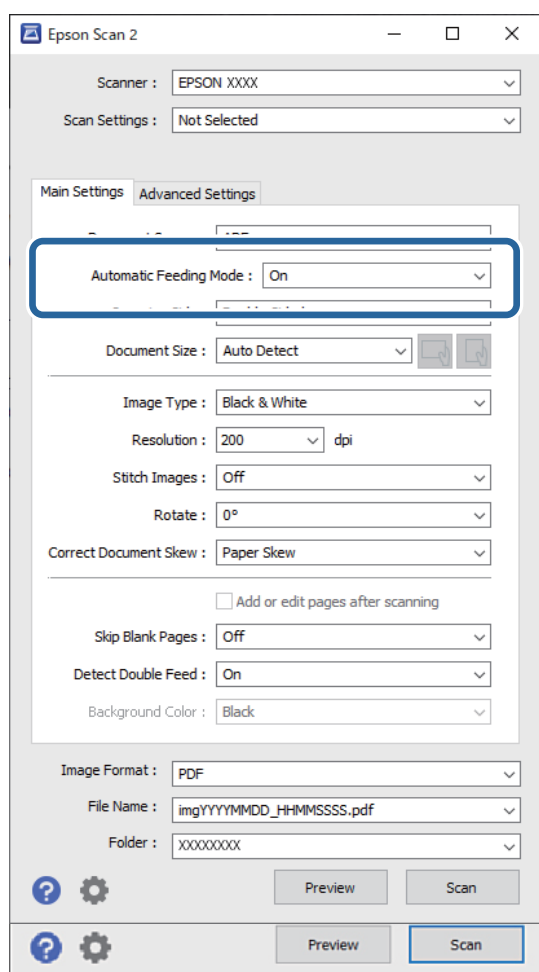 Epson Scan 2
Scanner : EPSON XXXX
Scan Settings : Not Selected
Main Settings Advanced Settings
Automatic Feeding Mode : On
Document Size : Auto Detect
Image Type : Black & White
Resolution : 200 dpi
Stitch Images : Off
Rotate : 0°
Correct Document Skew : Paper Skew
Add or edit pages after scanning
Skip Blank Pages : Off
Detect Double Feed : On
Background Color : Black
Image Format : PDF
File Name : imgYYYYMMDD_HHMMSSSS.pdf
Folder : XXXXXXXX
? Preview Scan
? Preview Scan